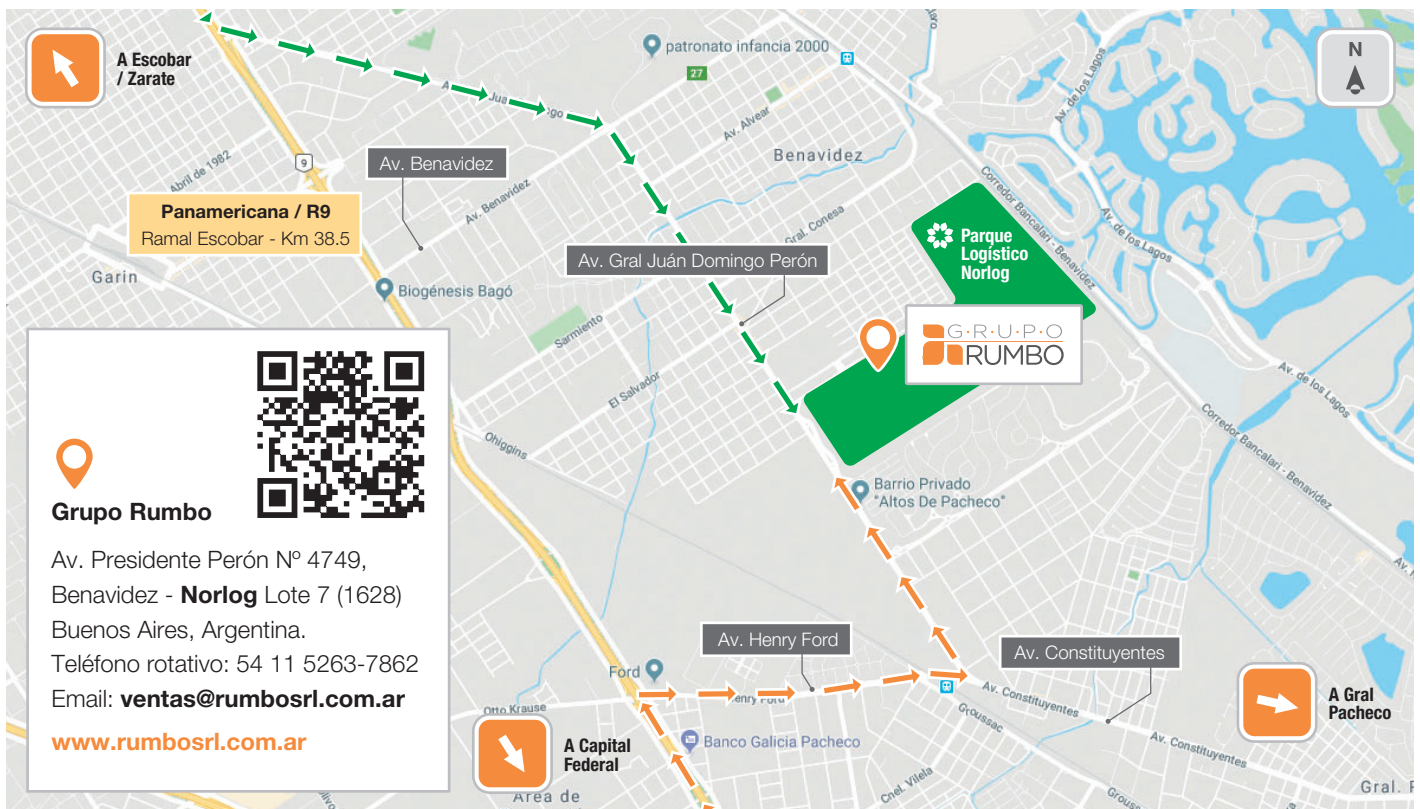 A Escobar
/ Zarate
patronato infancia 2000
27
N
Av. de los Lagos
Av. Alvear
Benavidez
9
Abril de 1982
Av. Benavidez
Av. Benavidez
Panamericana / R9
Ramal Escobar - Km 38.5
Garin
Biogénesis Bagó
Gral. Conesa
Av. Gral Juán Domingo Perón
Corredor Bancalari - Benavidez
Av. de los Lagos
Parque
Logístico
Norlog
G·R·U·P·O
RUMBO
Sarmiento
El Salvador
Ohiggins
Av. de los Lagos
Corredor Bancalari - Benavidez
Barrio Privado
"Altos De Pacheco"
Grupo Rumbo
Av. Presidente Perón Nº 4749,
Benavidez - Norlog Lote 7 (1628)
Buenos Aires, Argentina.
Teléfono rotativo: 54 11 5263-7862
Email: ventas@rumbosrl.com.ar
www.rumbosrl.com.ar
Av. Henry Ford
Av. Constituyentes
Ford
Otto Krause
Henry Ford
Av. Constituyentes
Groussac
Av. Constituyentes
A Gral
Pacheco
A Capital
Federal
Banco Galicia Pacheco
Cnel. Vilela
Area de
Gral. P